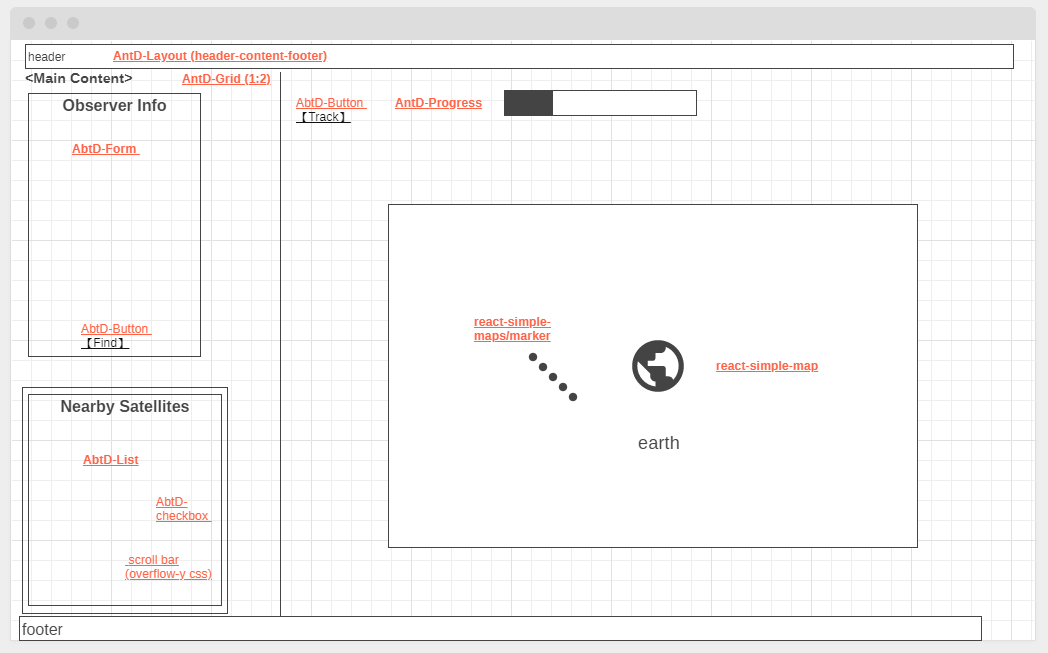 header
AntD-Layout (header-content-footer)
<Main Content>
AntD-Grid (1:2)
Observer Info
AbtD-Form
AbtD-Button
【Find】
Nearby Satellites
AbtD-List
AbtD-
checkbox
scroll bar
(overflow-y css)
AbtD-Button
【Track】
AntD-Progress
react-simple-
maps/marker
react-simple-map
earth
footer